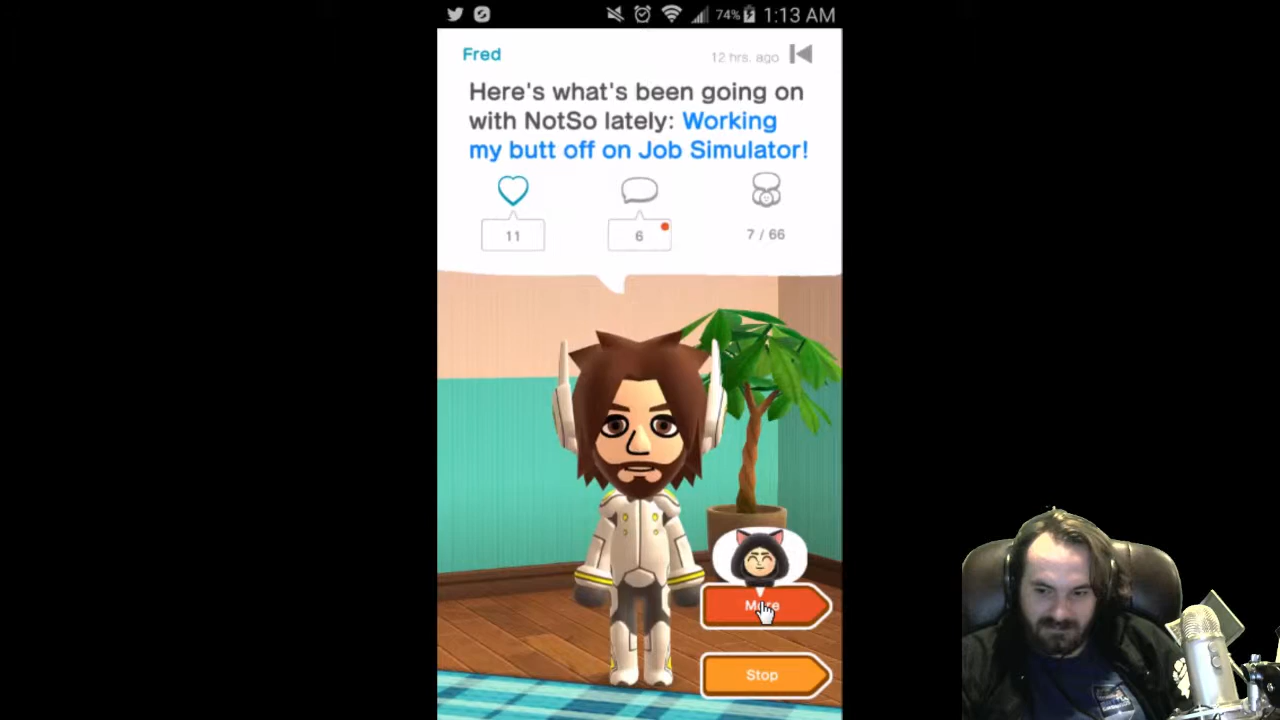 74% 1:13 AM
Fred 12 hrs. ago
Here's what's been going on
with NotSo lately: Working
my butt off on Job Simulator!
11 6 7 / 66
More
Stop